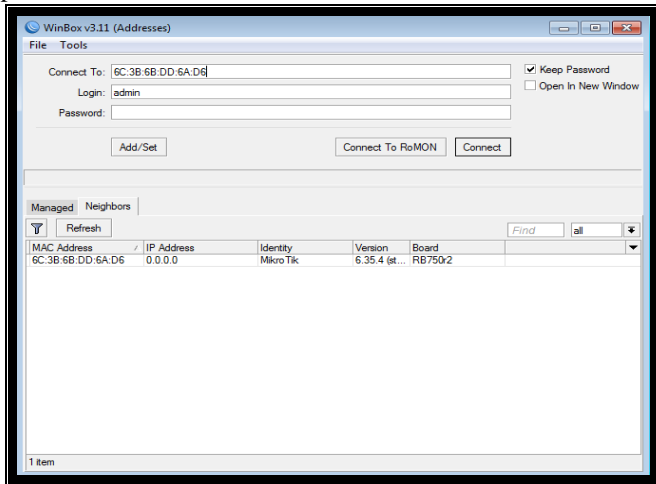 WinBox v3.11 (Addresses)
File Tools
Connect To: 6C:3B:6B:DD:6A:D6 Keep Password
Login: admin Open In New Window
Password:
Add/Set Connect To RoMON Connect
Managed Neighbors
Refresh Find all
MAC Address IP Address Identity Version Board
6C:3B:6B:DD:6A:D6 0.0.0.0 MikroTik 6.35.4 (st... RB750r2
1 item